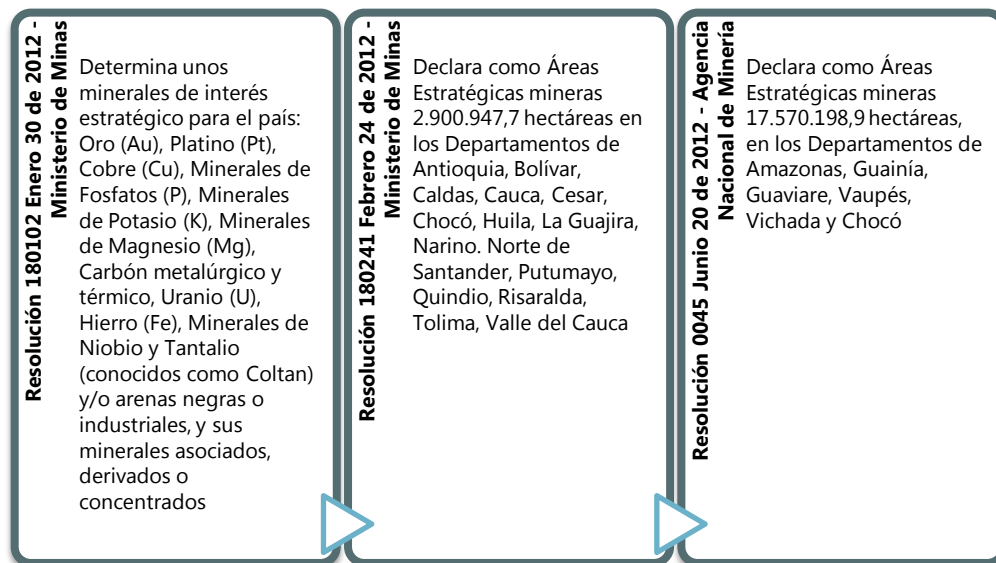 Resolución 180102 Enero 30 de 2012 -
Ministerio de Minas
Determina unos
minerales de interés
estratégico para el país:
Oro (Au), Platino (Pt),
Cobre (Cu), Minerales de
Fosfatos (P), Minerales
de Potasio (K), Minerales
de Magnesio (Mg),
Carbón metalúrgico y
térmico, Uranio (U),
Hierro (Fe), Minerales de
Niobio y Tantalio
(conocidos como Coltan)
y/o arenas negras o
industriales, y sus
minerales asociados,
derivados o
concentrados
Resolución 180241 Febrero 24 de 2012 -
Ministerio de Minas
Declara como Áreas
Estratégicas mineras
2.900.947,7 hectáreas en
los Departamentos de
Antioquia, Bolívar,
Caldas, Cauca, Cesar,
Chocó, Huila, La Guajira,
Narino. Norte de
Santander, Putumayo,
Quindio, Risaralda,
Tolima, Valle del Cauca
Resolución 0045 Junio 20 de 2012 - Agencia
Nacional de Minería
Declara como Áreas
Estratégicas mineras
17.570.198,9 hectáreas,
en los Departamentos de
Amazonas, Guainía,
Guaviare, Vaupés,
Vichada y Chocó